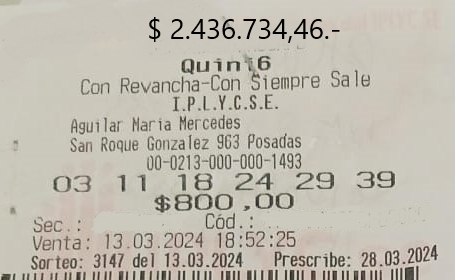 $ 2.436.734,46.-
Quini6
Con Revancha-Con Siempre Sale
I.P.L.Y.C.S.E.
Aguilar Maria Mercedes
San Roque Gonzalez 963 Posadas
00-0213-000-000-1493
03 11 18 24 29 39
$800,00
Sec.: Cód.:
Venta: 13.03.2024 18:52:25
Sorteo: 3147 del 13.03.2024 Prescribe: 28.03.2024